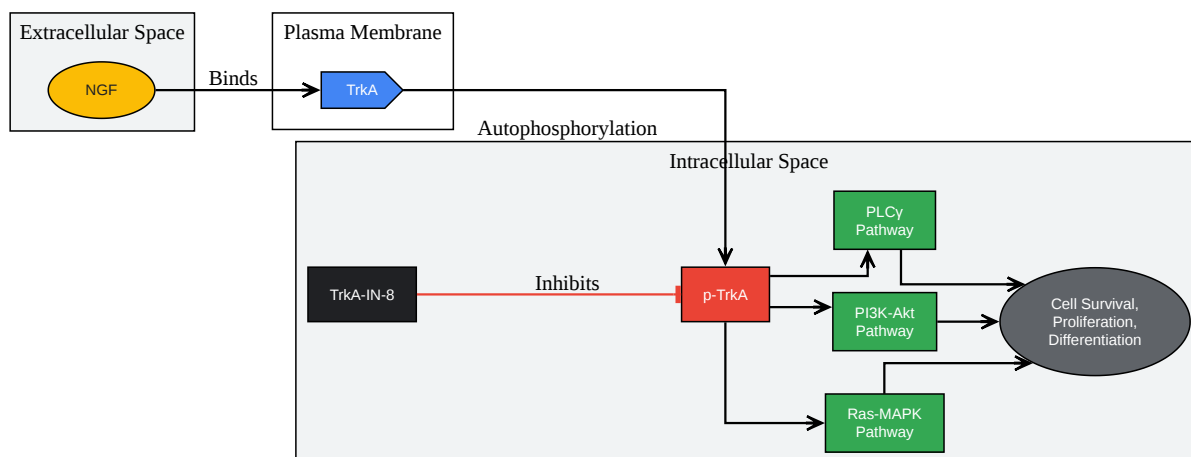 Extracellular Space
NGF
Binds
Plasma Membrane
TrkA
Autophosphorylation
Intracellular Space
TrkA-IN-8
Inhibits
p-TrkA
PLCγ
Pathway
PI3K-Akt
Pathway
Ras-MAPK
Pathway
Cell Survival,
Proliferation,
Differentiation